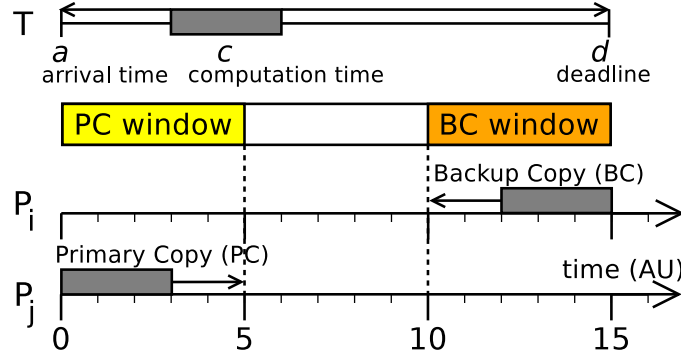 T
a c d
arrival time computation time deadline
PC window BC window
Backup Copy (BC)
Pi
Primary Copy (PC)
time (AU)
Pj
0 5 10 15